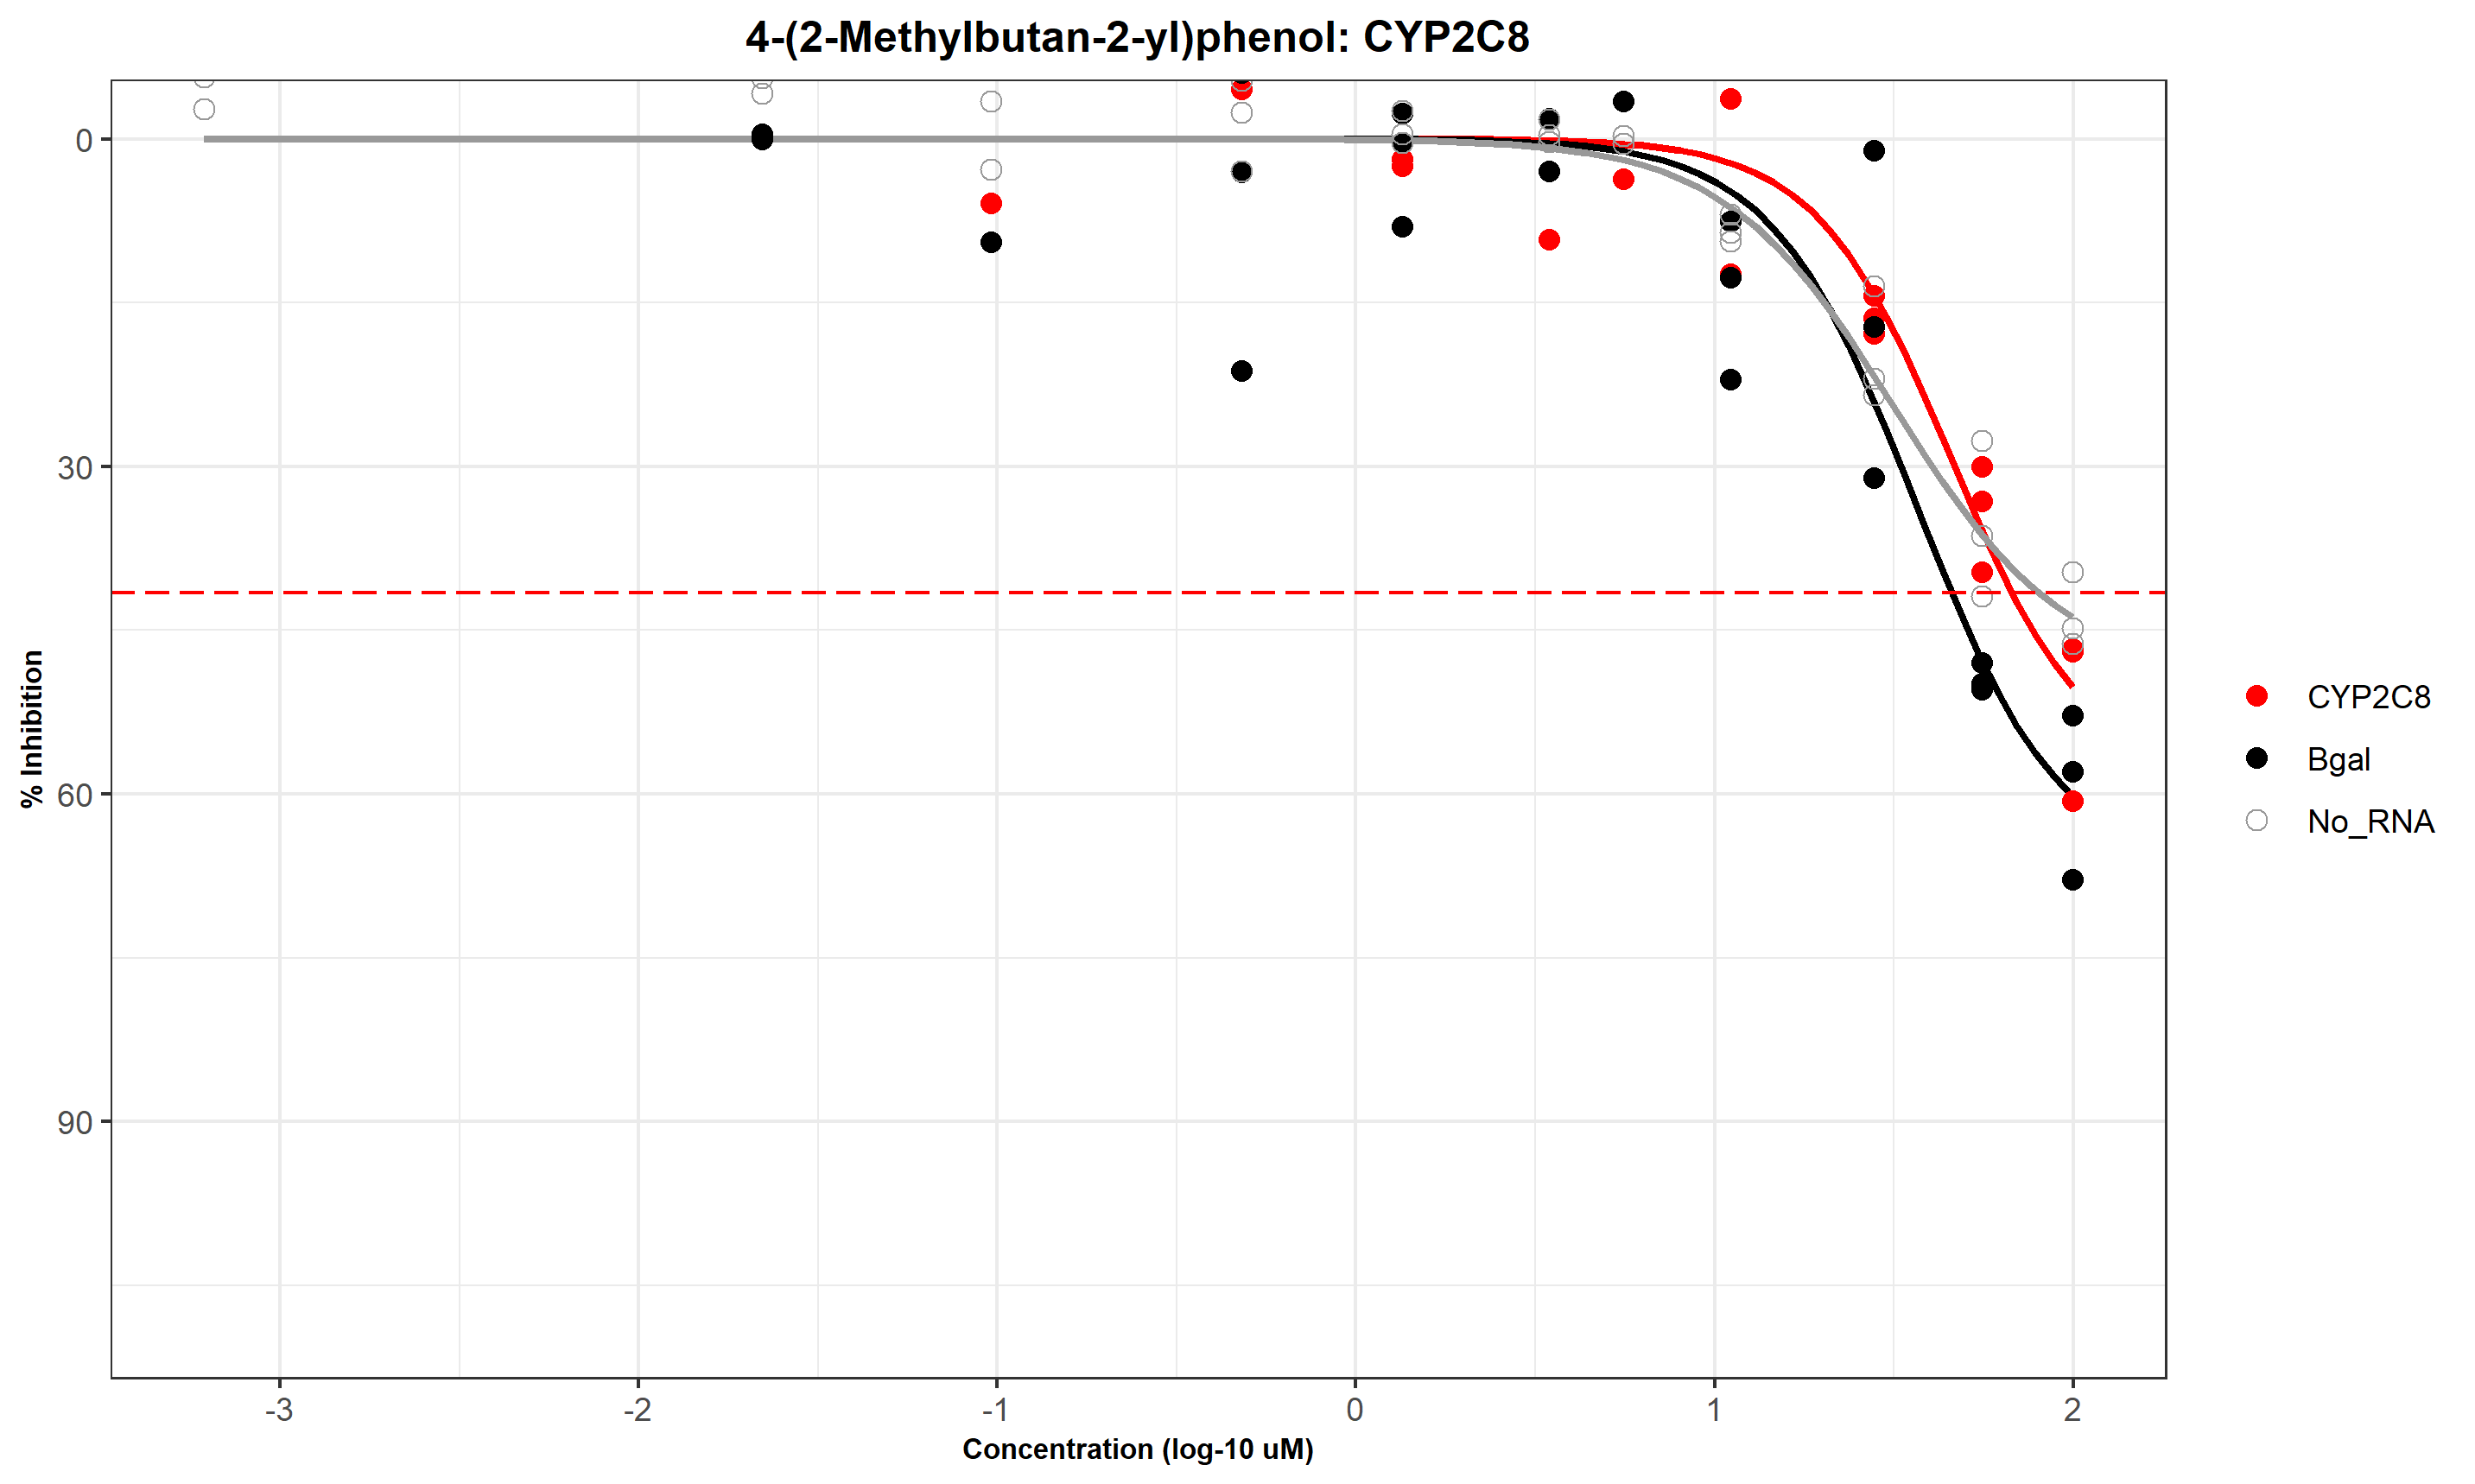 4-(2-Methylbutan-2-yl)phenol: CYP2C8
% Inhibition
0
30
60
90
-3
-2
-1
0
1
2
Concentration (log-10 uM)
CYP2C8
Bgal
No_RNA